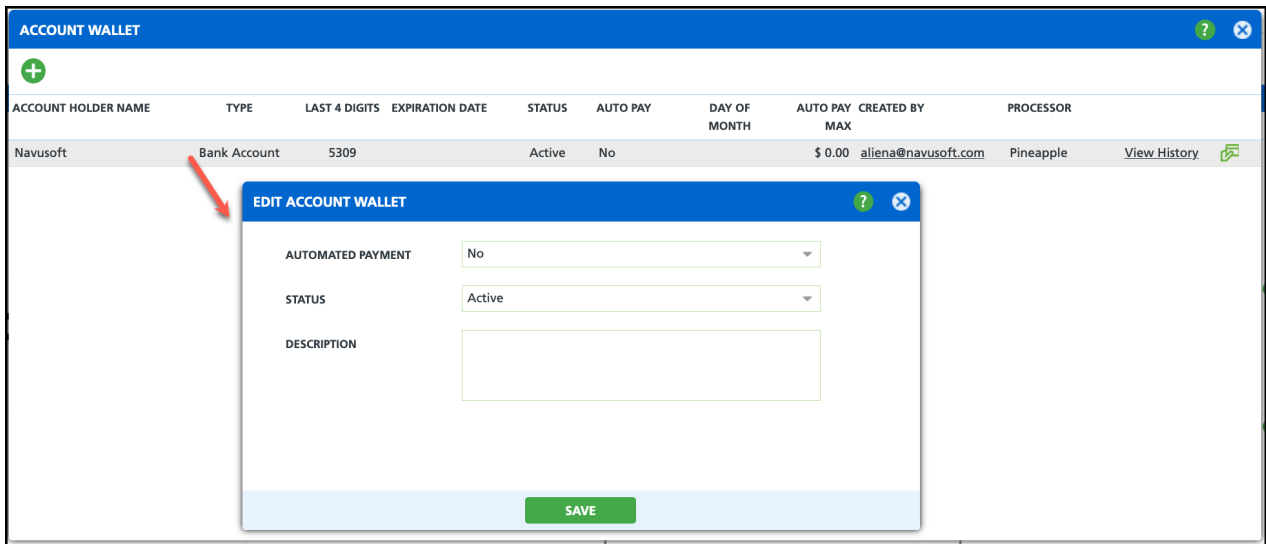 ACCOUNT WALLET
?
ACCOUNT HOLDER NAME TYPE LAST 4 DIGITS EXPIRATION DATE STATUS AUTO PAY DAY OF AUTO PAY CREATED BY PROCESSOR
MONTH MAX
Navusoft Bank Account 5309 Active No $ 0.00 aliena@navusoft.com Pineapple View History
EDIT ACCOUNT WALLET
?
AUTOMATED PAYMENT No
STATUS Active
DESCRIPTION
SAVE